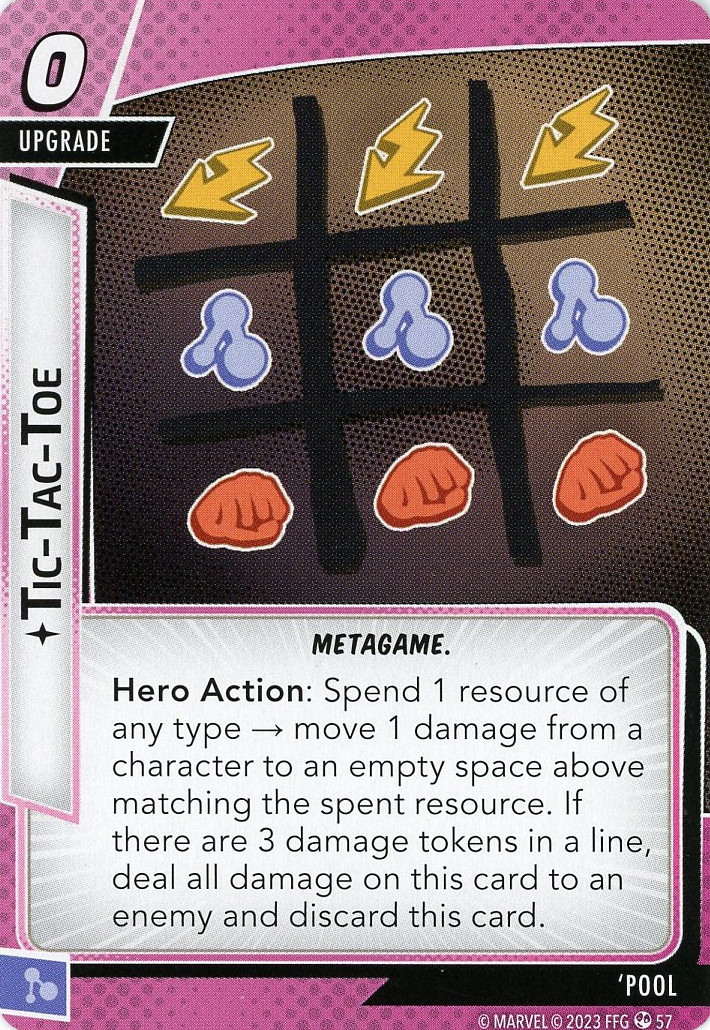 0
UPGRADE
Tic-Tac-Toe
METAGAME.
Hero Action: Spend 1 resource of
any type → move 1 damage from a
character to an empty space above
matching the spent resource. If
there are 3 damage tokens in a line,
deal all damage on this card to an
enemy and discard this card.
'POOL
© MARVEL © 2023 FFG 57